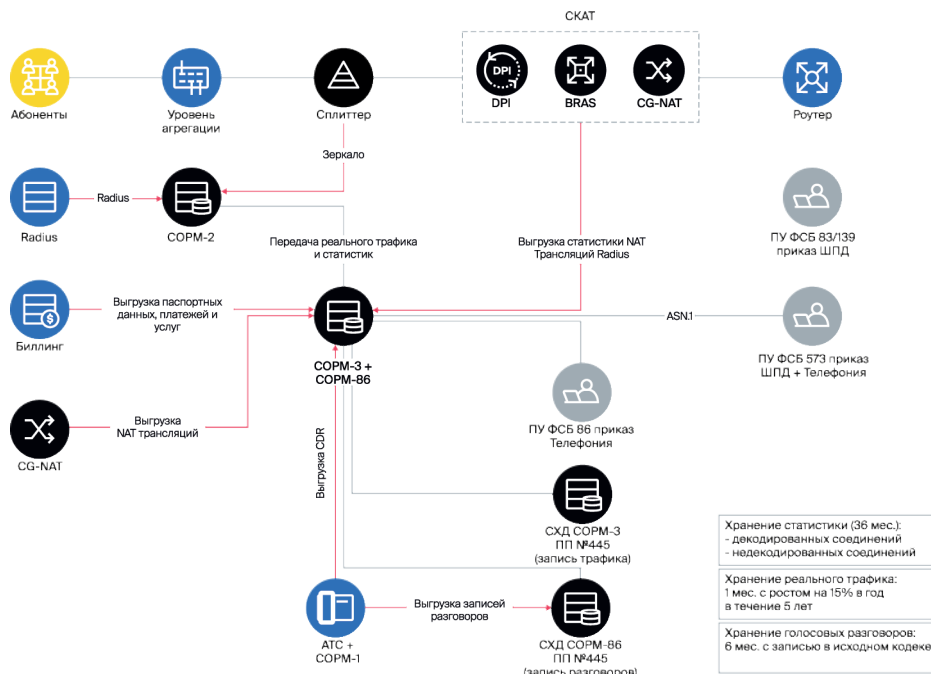 СКАТ
DPI
DPI
BRAS
CG-NAT
Абоненты
Уровень
агрегации
Сплиттер
Роутер
Зеркало
Radius
Radius
СОРМ-2
Передача реального трафика
и статистик
Выгрузка статистики NAT
Трансляций Radius
ПУ ФСБ 83/139
приказ ШПД
Выгрузка паспортных
данных, платежей и
услуг
Биллинг
ASN.1
СОРМ-3 +
СОРМ-86
ПУ ФСБ 573 приказ
ШПД + Телефония
Выгрузка
NAT трансляций
CG-NAT
ПУ ФСБ 86 приказ
Телефония
Выгрузка CDR
СХД СОРМ-3
ПП №445
(запись трафика)
Хранение статистики (36 мес.):
- декодированных соединений
- недекодированных соединений
Хранение реального трафика:
1 мес. с ростом на 15% в год
в течение 5 лет
Выгрузка записей
разговоров
АТС +
СОРМ-1
СХД СОРМ-86
ПП №445
(запись разговоров)
Хранение голосовых разговоров:
6 мес. с записью в исходном кодеке